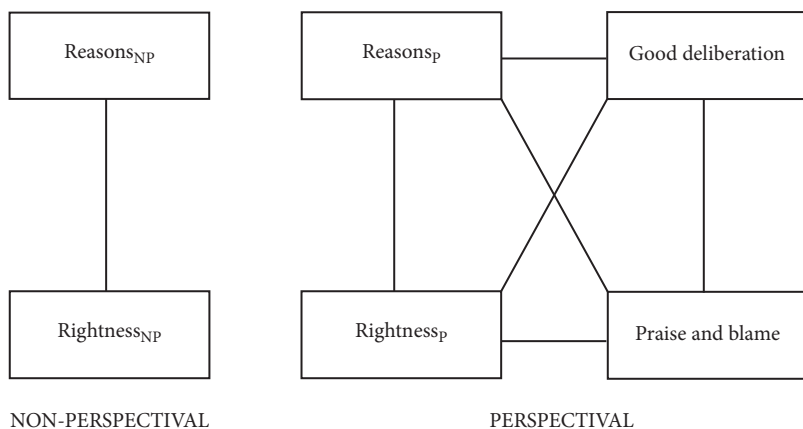 Reasons_NP Reasons_P Good deliberation
Rightness_NP Rightness_P Praise and blame
NON-PERSPECTIVAL PERSPECTIVAL